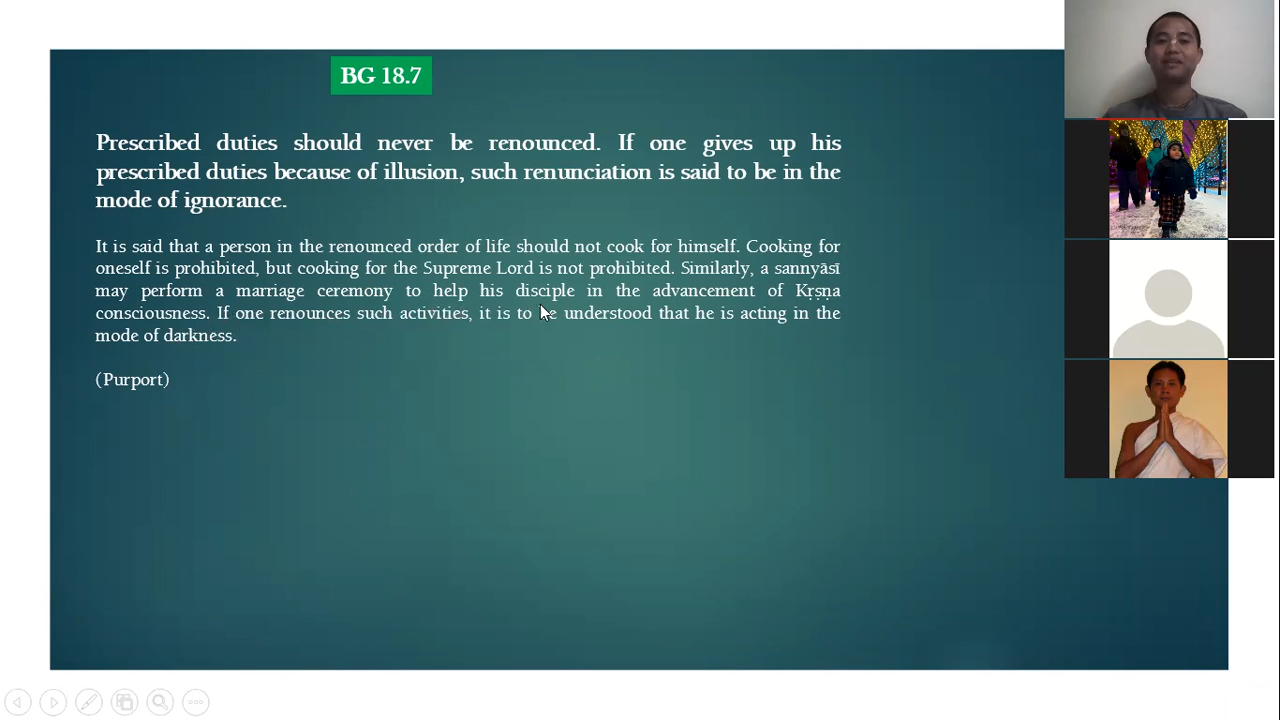 BG 18.7
Prescribed duties should never be renounced. If one gives up his
prescribed duties because of illusion, such renunciation is said to be in the
mode of ignorance.
It is said that a person in the renounced order of life should not cook for himself. Cooking for
oneself is prohibited, but cooking for the Supreme Lord is not prohibited. Similarly, a sannyāsī
may perform a marriage ceremony to help his disciple in the advancement of Kṛṣṇa
consciousness. If one renounces such activities, it is to be understood that he is acting in the
mode of darkness.
(Purport)